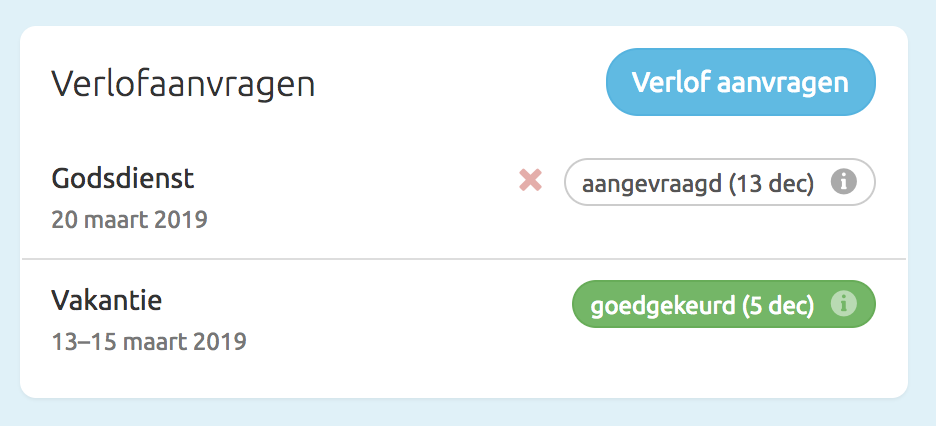 Verlofaanvragen
Verlof aanvragen
Godsdienst
aangevraagd (13 dec)
20 maart 2019
Vakantie
goedgekeurd (5 dec)
13–15 maart 2019